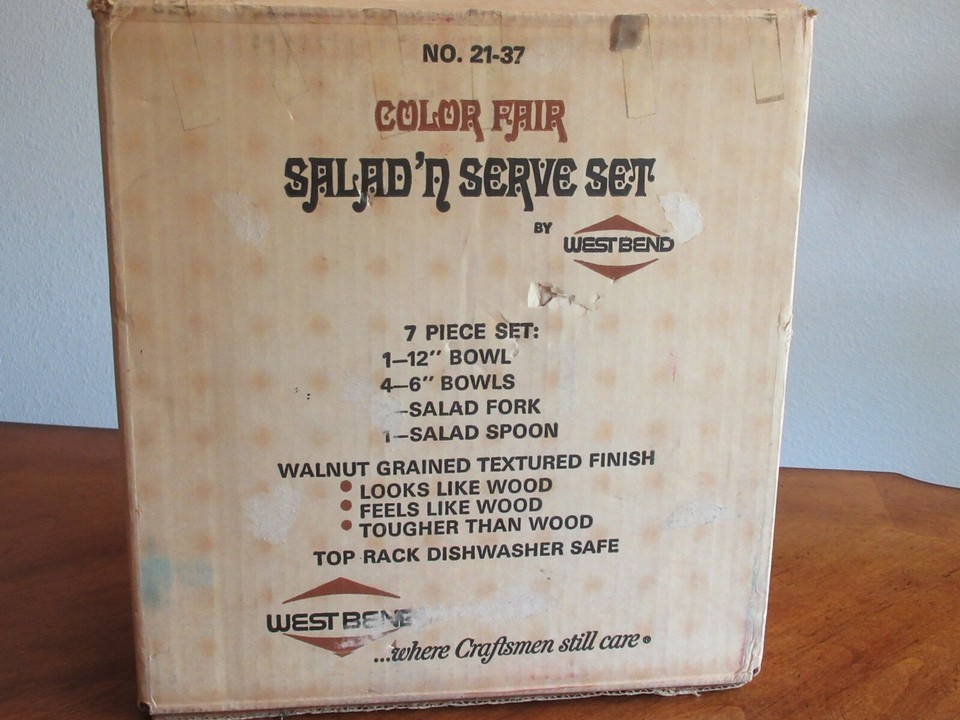 NO. 21-37
COLOR FAIR
SALAD'N SERVE SET
BY WEST BEND
7 PIECE SET:
1—12" BOWL
4—6" BOWLS
—SALAD FORK
1—SALAD SPOON
WALNUT GRAINED TEXTURED FINISH
• LOOKS LIKE WOOD
• FEELS LIKE WOOD
• TOUGHER THAN WOOD
TOP RACK DISHWASHER SAFE
WEST BEND
...where Craftsmen still care®